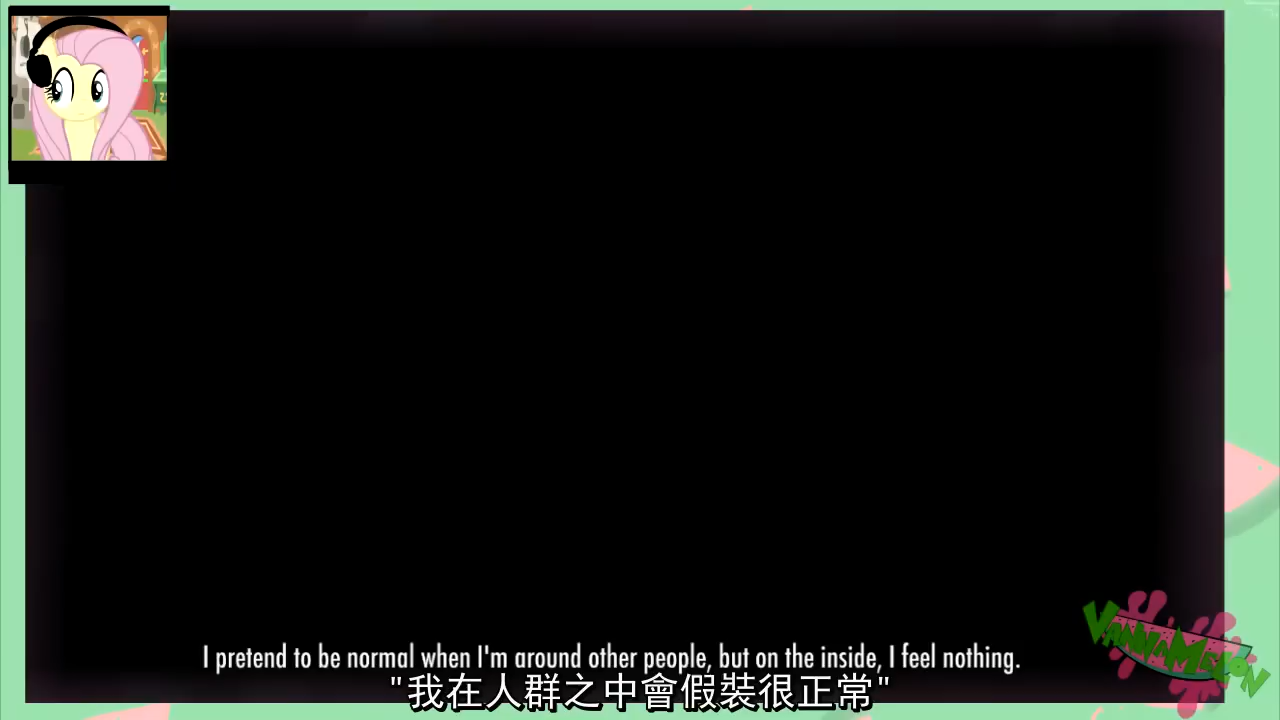 I pretend to be normal when I'm around other people, but on the inside, I feel nothing.
"我在人群之中會假裝很正常"
VANNAMELON